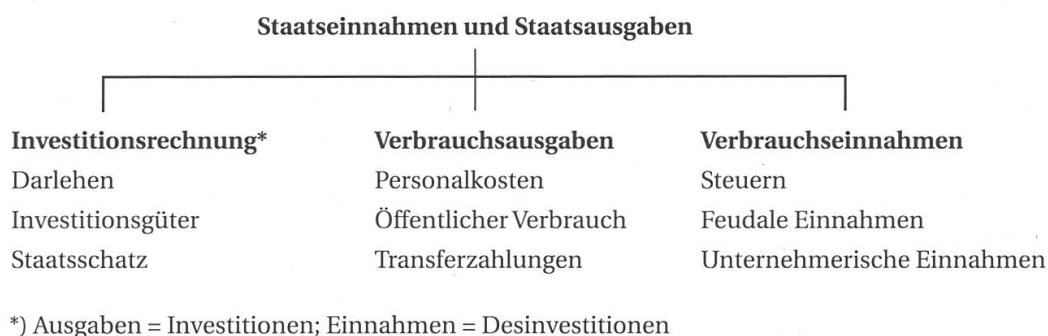 Staatseinnahmen und Staatsausgaben
Investitionsrechnung* Verbrauchsausgaben Verbrauchseinnahmen
Darlehen Personalkosten Steuern
Investitionsgüter Öffentlicher Verbrauch Feudale Einnahmen
Staatsschatz Transferzahlungen Unternehmerische Einnahmen
*) Ausgaben = Investitionen; Einnahmen = Desinvestitionen